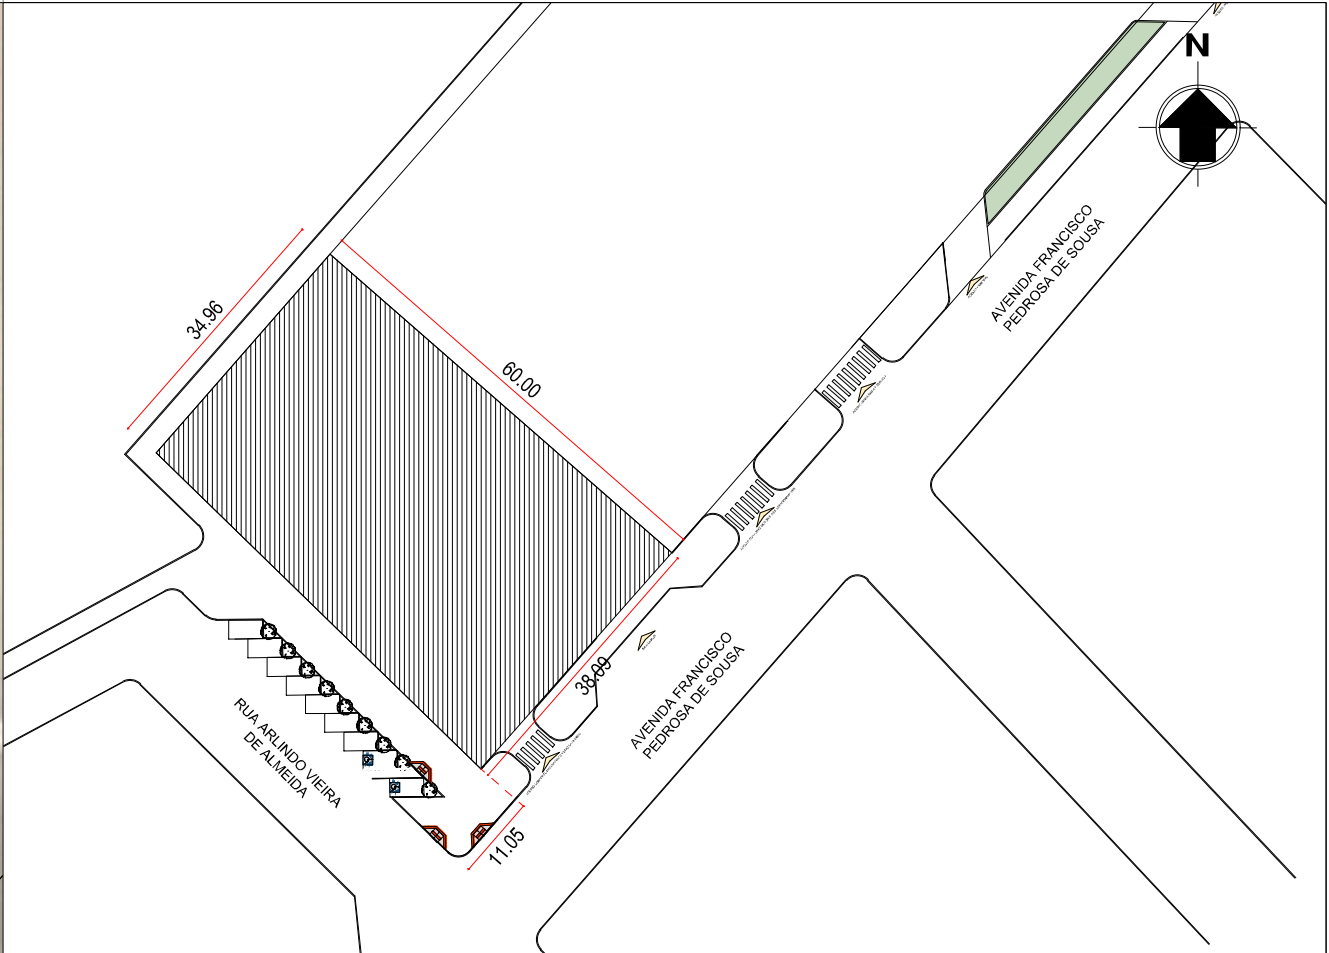 N
AVENIDA FRANCISCO
PEDROSA DE SOUSA
34.96
60.00
38.09
AVENIDA FRANCISCO
PEDROSA DE SOUSA
RUA ARLINDO VIEIRA
DE ALMEIDA
11.05